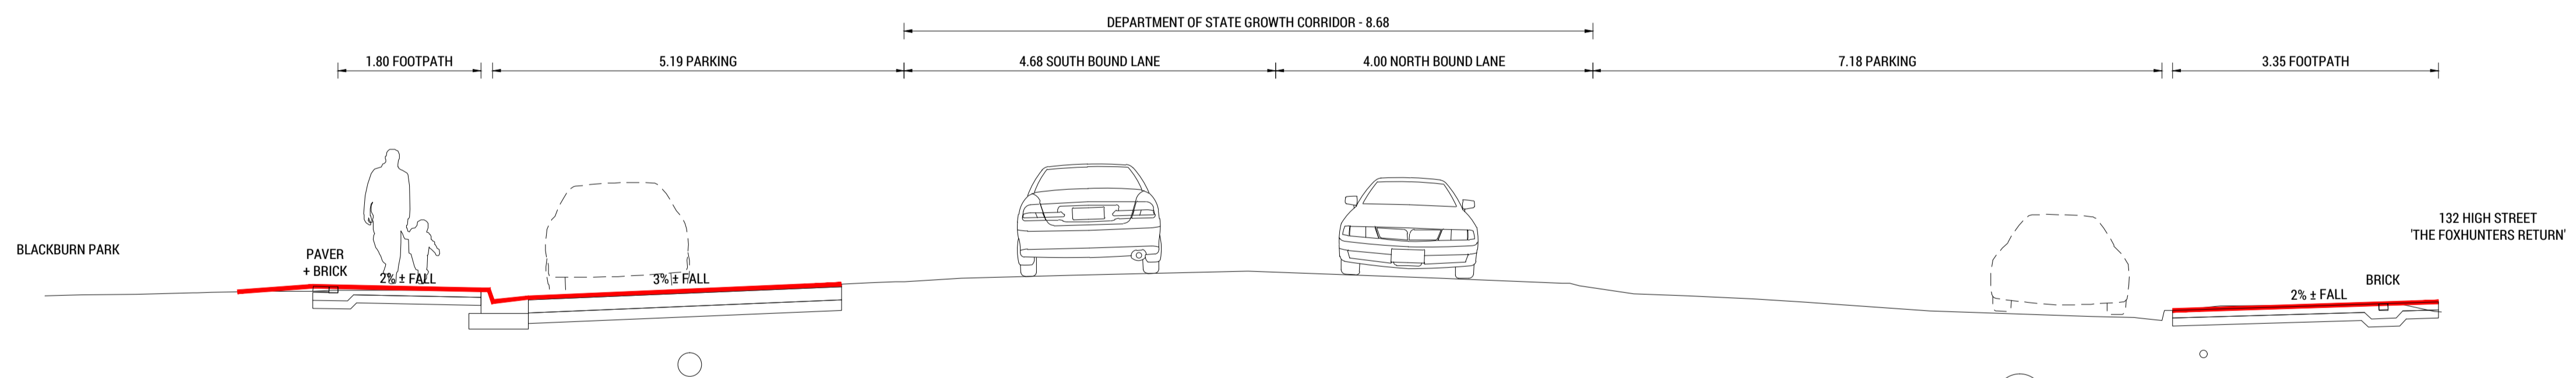 DEPARTMENT OF STATE GROWTH CORRIDOR - 8.68
1.80 FOOTPATH
5.19 PARKING
4.68 SOUTH BOUND LANE
4.00 NORTH BOUND LANE
7.18 PARKING
3.35 FOOTPATH
BLACKBURN PARK
PAVER
+ BRICK
2% ± FALL
3% ± FALL
132 HIGH STREET
'THE FOXHUNTERS RETURN'
BRICK
2% ± FALL